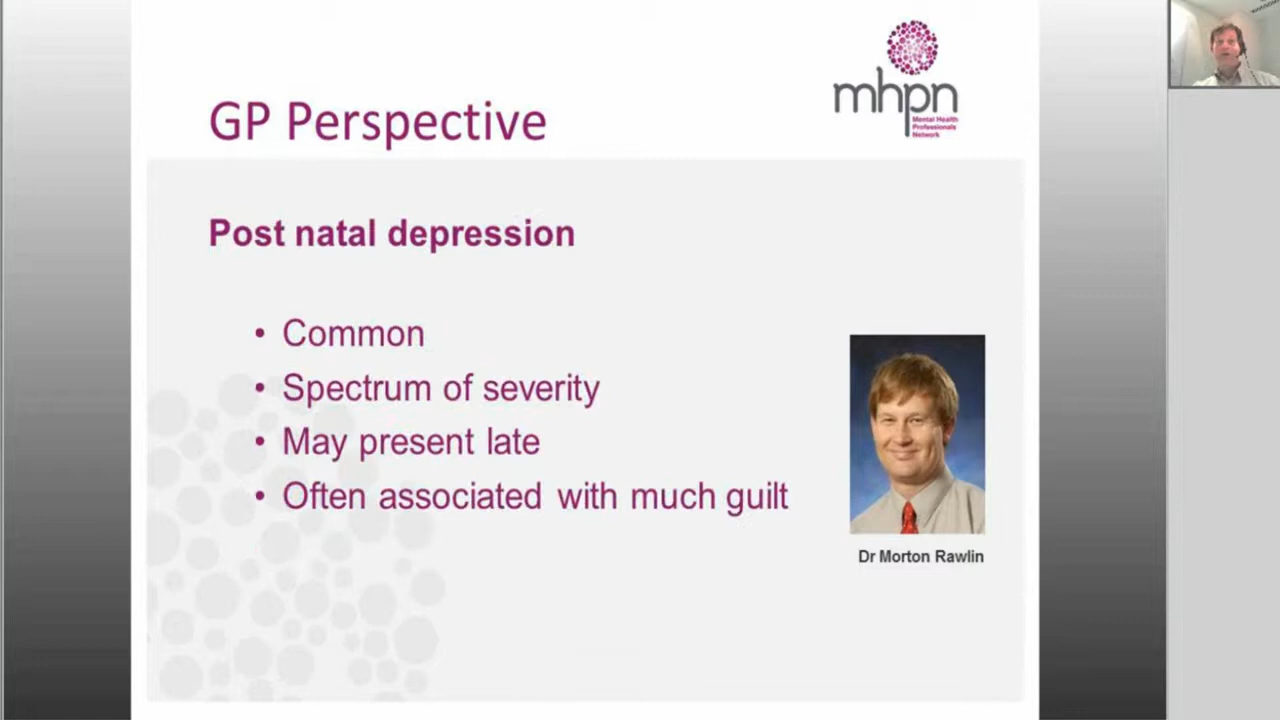 GP Perspective
mhpn
Mental Health
Professionals
Network
Post natal depression
• Common
• Spectrum of severity
• May present late
• Often associated with much guilt
Dr Morton Rawlin